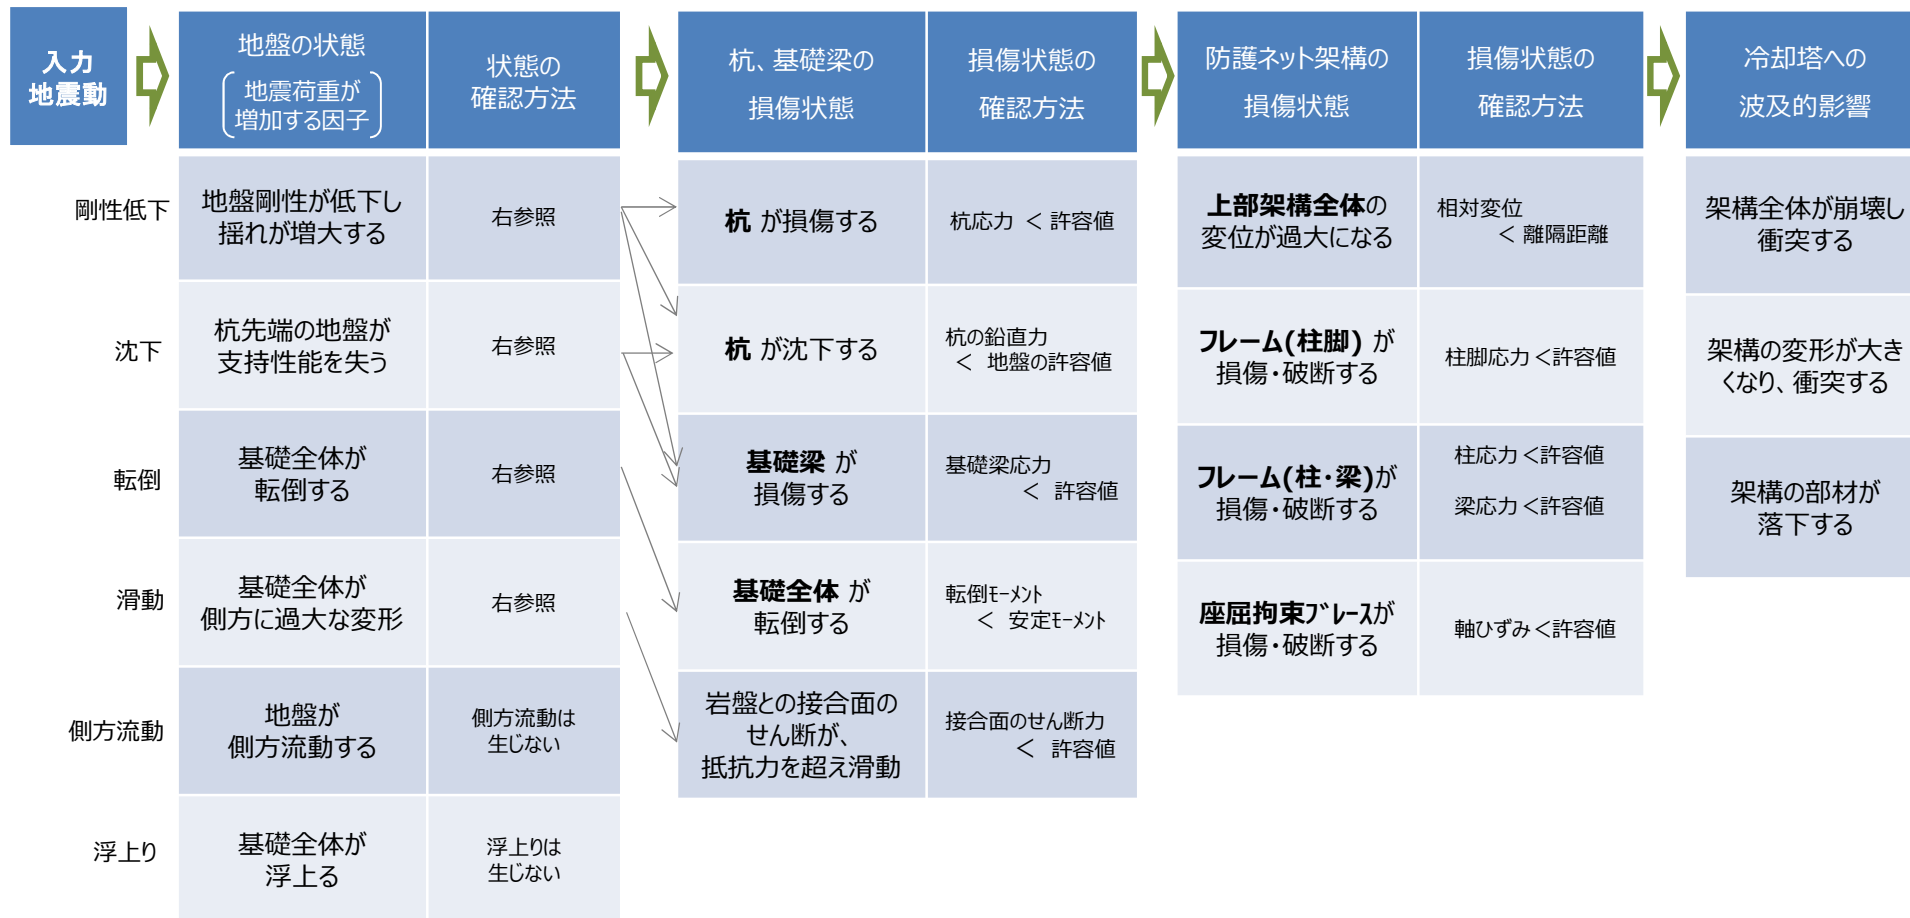 入力
地震動
地盤の状態
地震荷重が
増加する因子
状態の
確認方法
杭、基礎梁の
損傷状態
損傷状態の
確認方法
防護ネット架構の
損傷状態
損傷状態の
確認方法
冷却塔への
波及的影響
剛性低下
地盤剛性が低下し
揺れが増大する
右参照
杭 が損傷する
杭応力 < 許容値
上部架構全体の
変位が過大になる
相対変位
< 離隔距離
架構全体が崩壊し
衝突する
沈下
杭先端の地盤が
支持性能を失う
右参照
杭 が沈下する
杭の鉛直力
< 地盤の許容値
フレーム(柱脚) が
損傷・破断する
柱脚応力<許容値
架構の変形が大き
くなり、衝突する
転倒
基礎全体が
転倒する
右参照
基礎梁 が
損傷する
基礎梁応力
< 許容値
フレーム(柱・梁)が
損傷・破断する
柱応力<許容値
梁応力<許容値
架構の部材が
落下する
滑動
基礎全体が
側方に過大な変形
右参照
基礎全体 が
転倒する
転倒ﾓｰﾒﾝﾄ
< 安定ﾓｰﾒﾝﾄ
座屈拘束ﾌﾞﾚｰｽが
損傷・破断する
軸ひずみ<許容値
側方流動
地盤が
側方流動する
側方流動は
生じない
岩盤との接合面の
せん断が、
抵抗力を超え滑動
接合面のせん断力
< 許容値
浮上り
基礎全体が
浮上る
浮上りは
生じない